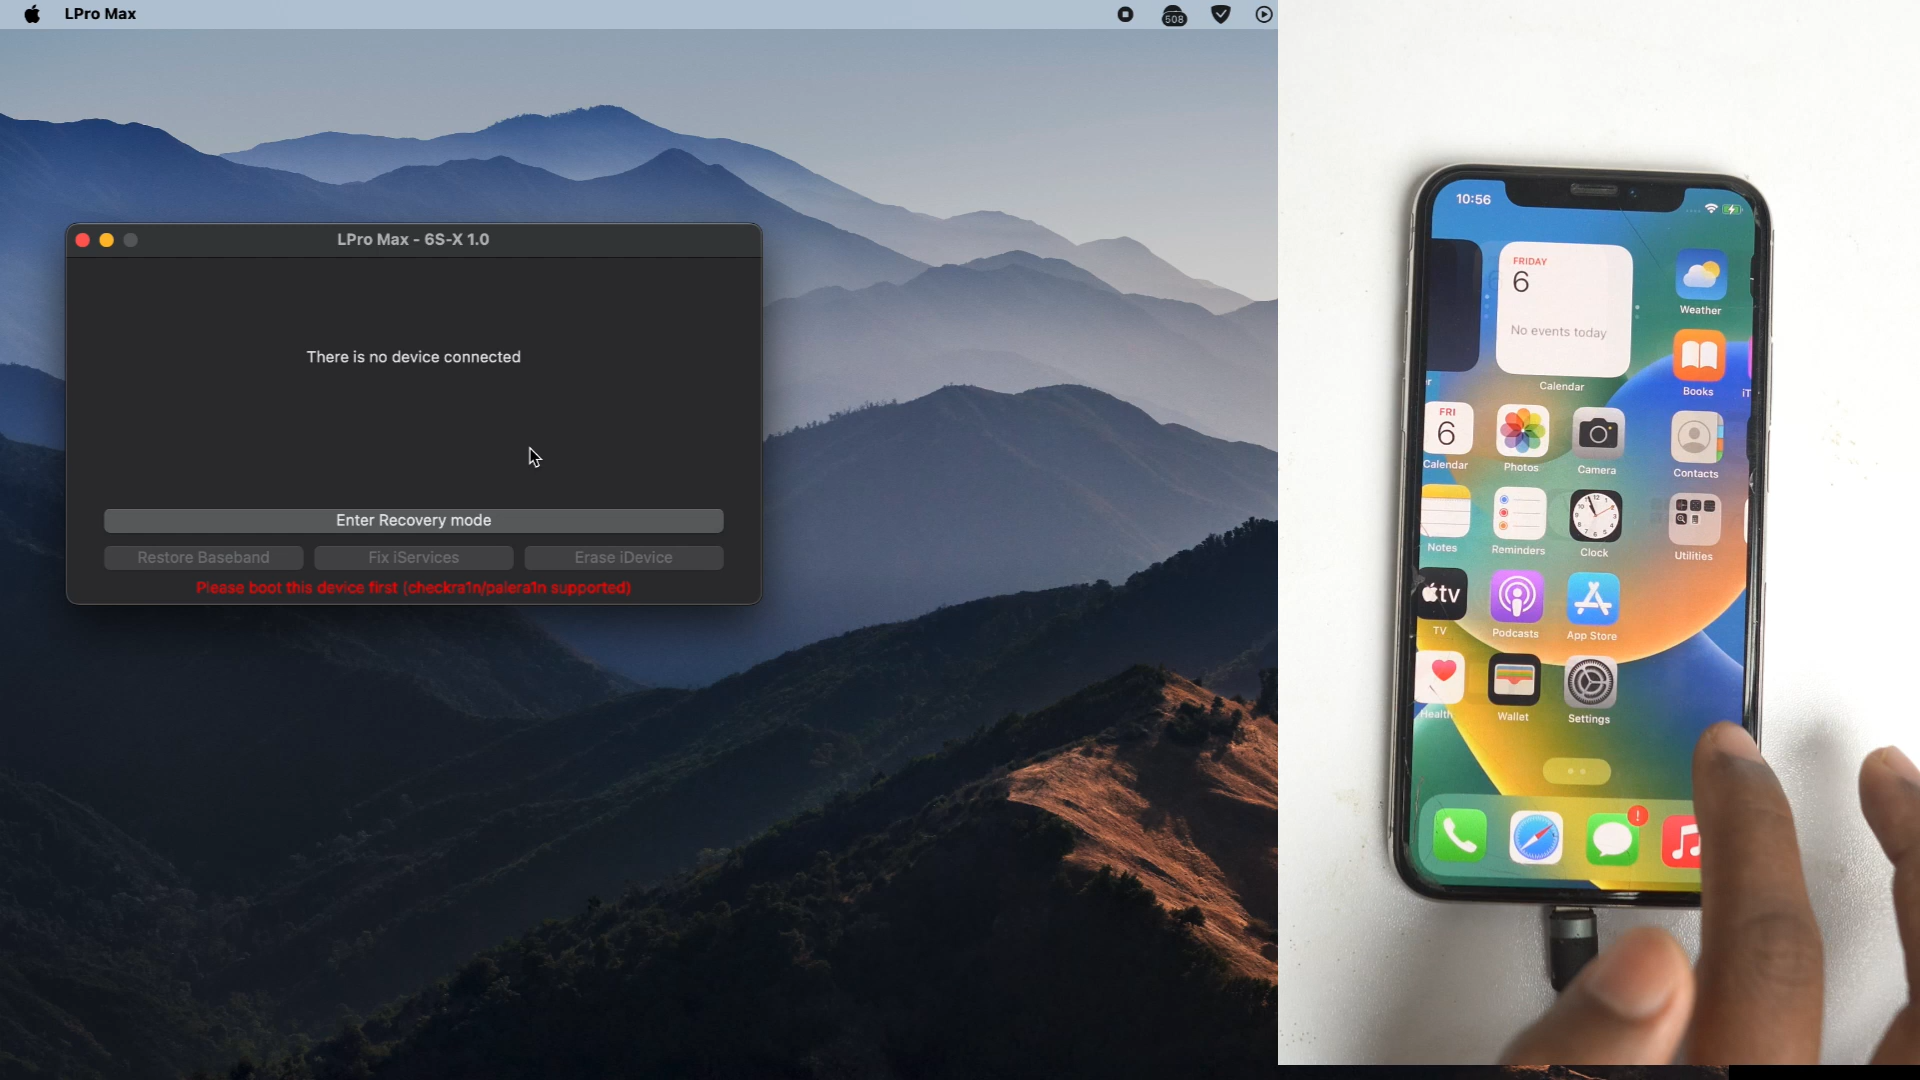 LPro Max
508
LPro Max - 6S-X 1.0
There is no device connected
Enter Recovery mode
Restore Baseband
Fix iServices
Erase iDevice
Please boot this device first (checkra1n/palera1n supported)
10:56
FRIDAY
6
No events today
Calendar
Weather
Books
FRI
6
Calendar
Photos
Camera
Contacts
Notes
Reminders
Clock
Utilities
tv
TV
Podcasts
App Store
Health
Wallet
Settings